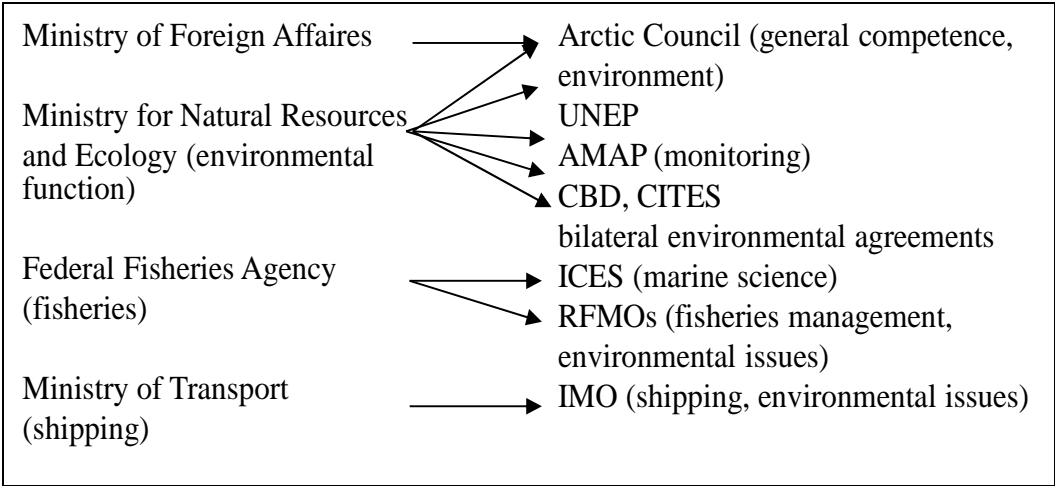 Ministry of Foreign Affaires
Ministry for Natural Resources
and Ecology (environmental
function)
Federal Fisheries Agency
(fisheries)
Ministry of Transport
(shipping)
Arctic Council (general competence,
environment)
UNEP
AMAP (monitoring)
CBD, CITES
bilateral environmental agreements
ICES (marine science)
RFMOs (fisheries management,
environmental issues)
IMO (shipping, environmental issues)